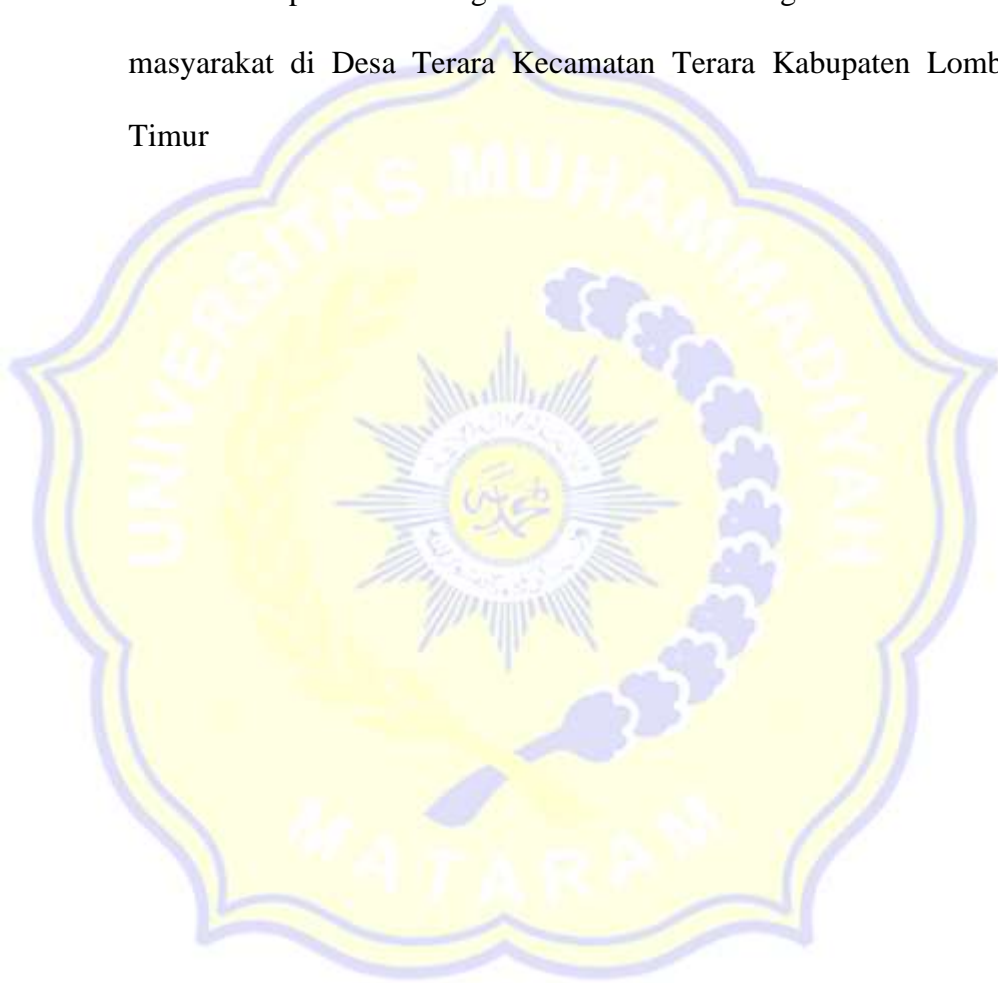 masyarakat di Desa Terara Kecamatan Terara Kabupaten Lomb
Timur
UNIVERSITAS MUHAMMADIYAH
MATARAM